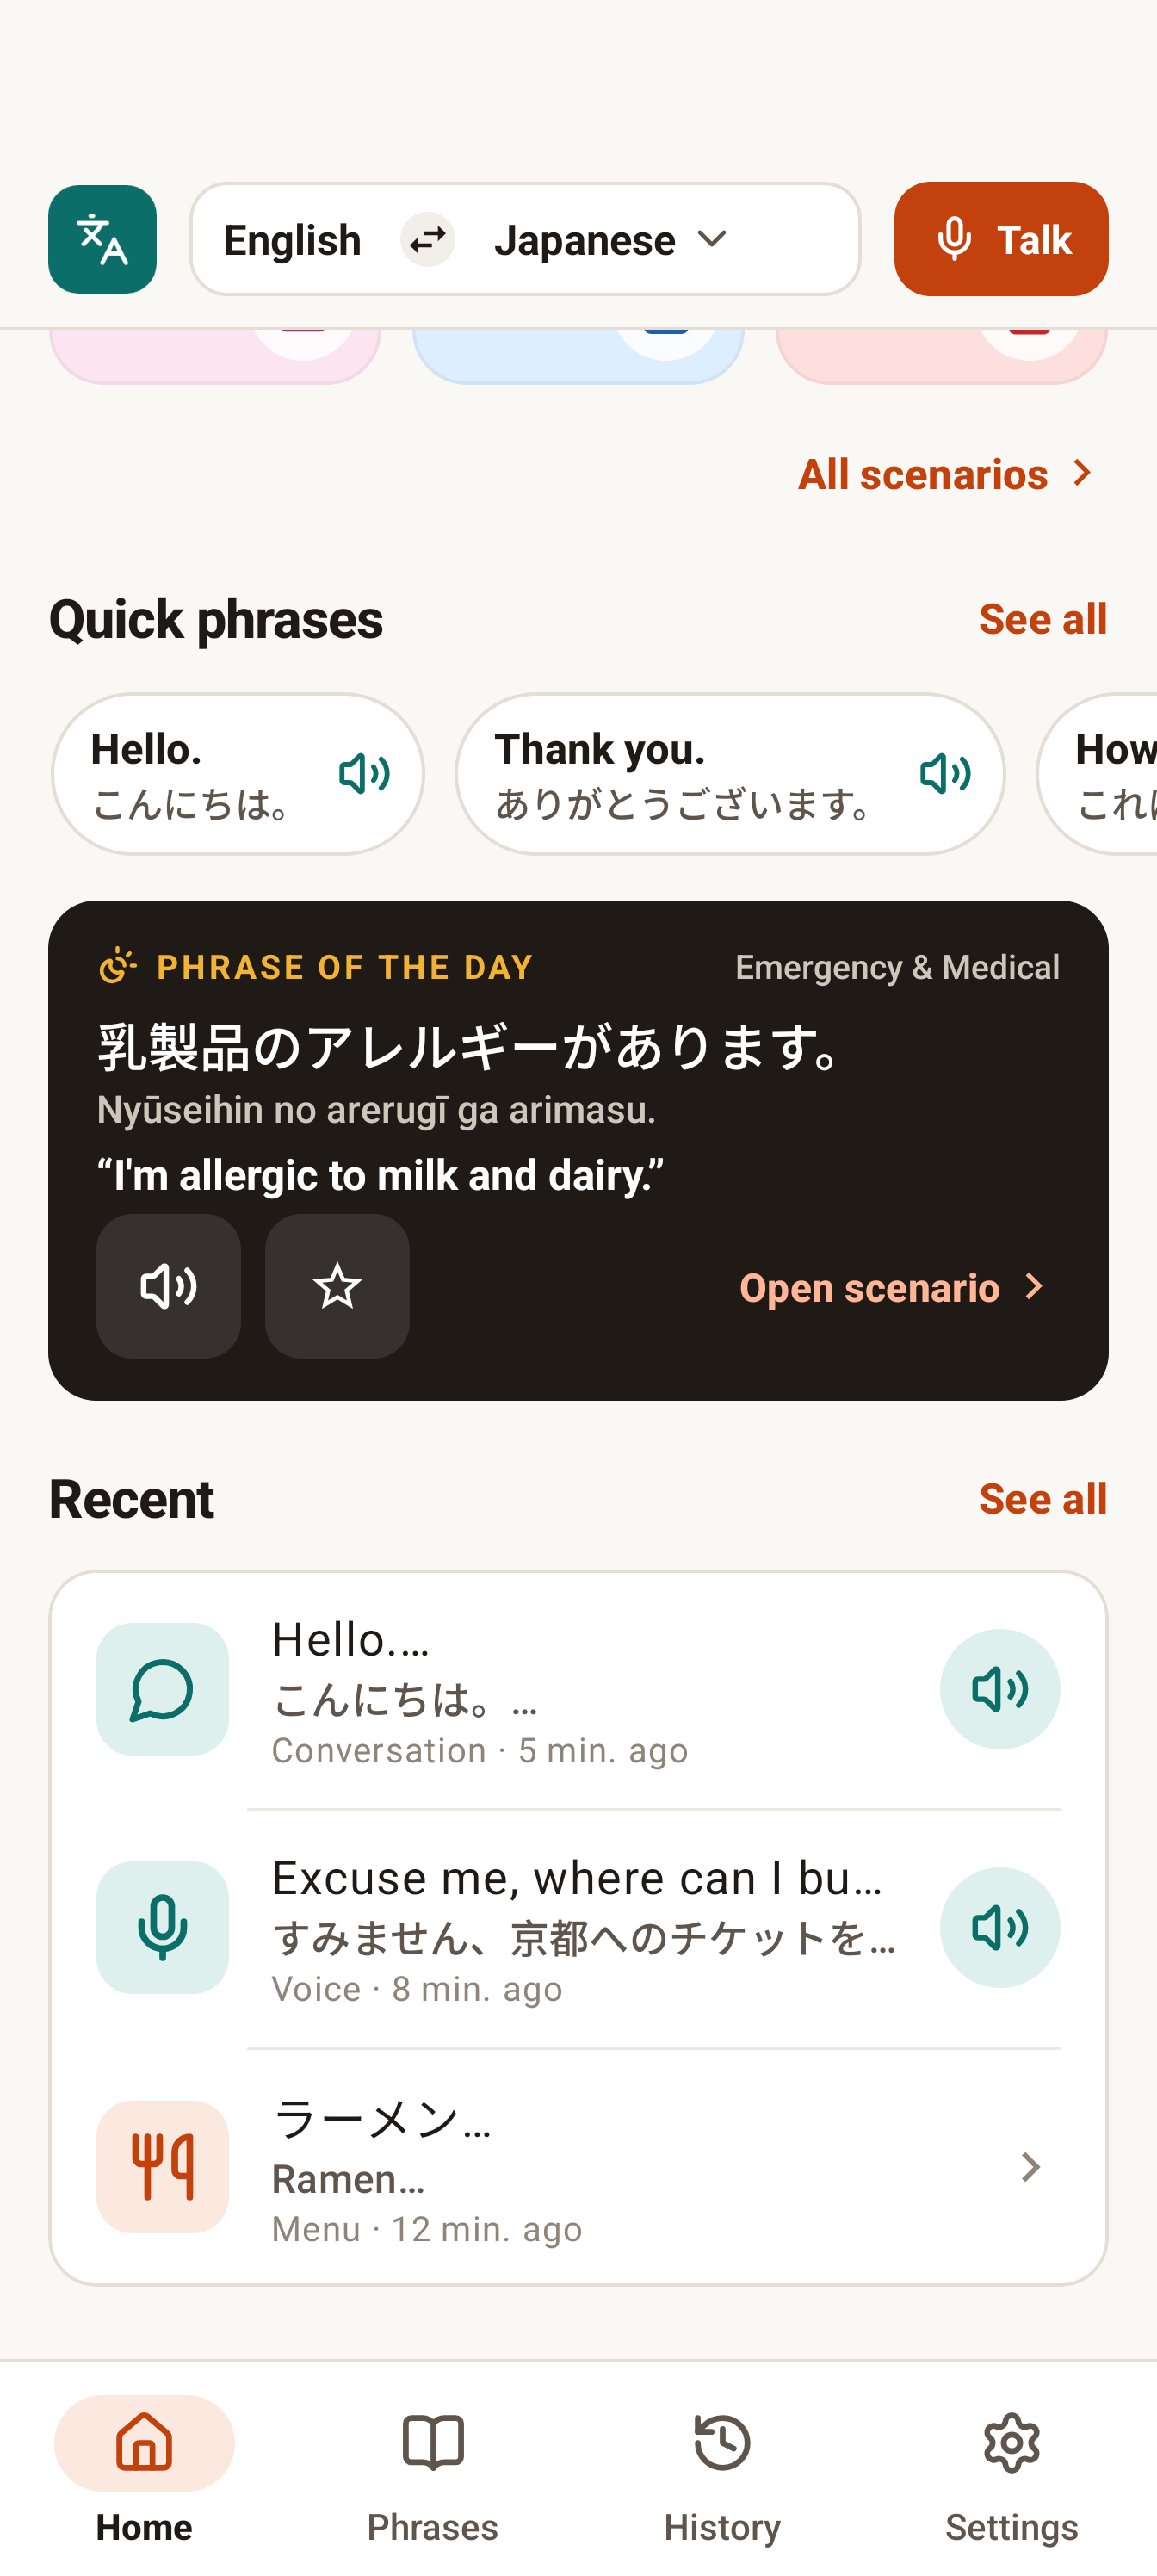 English
Japanese
Talk
All scenarios
Quick phrases
See all
Hello.
こんにちは。
Thank you.
ありがとうございます。
How
これ
PHRASE OF THE DAY
Emergency & Medical
乳製品のアレルギーがあります。
Nyūseihin no arerugī ga arimasu.
“I'm allergic to milk and dairy.”
Open scenario
Recent
See all
Hello.…
こんにちは。…
Conversation · 5 min. ago
Excuse me, where can I bu…
すみません、京都へのチケットを…
Voice · 8 min. ago
ラーメン…
Ramen…
Menu · 12 min. ago
Home
Phrases
History
Settings